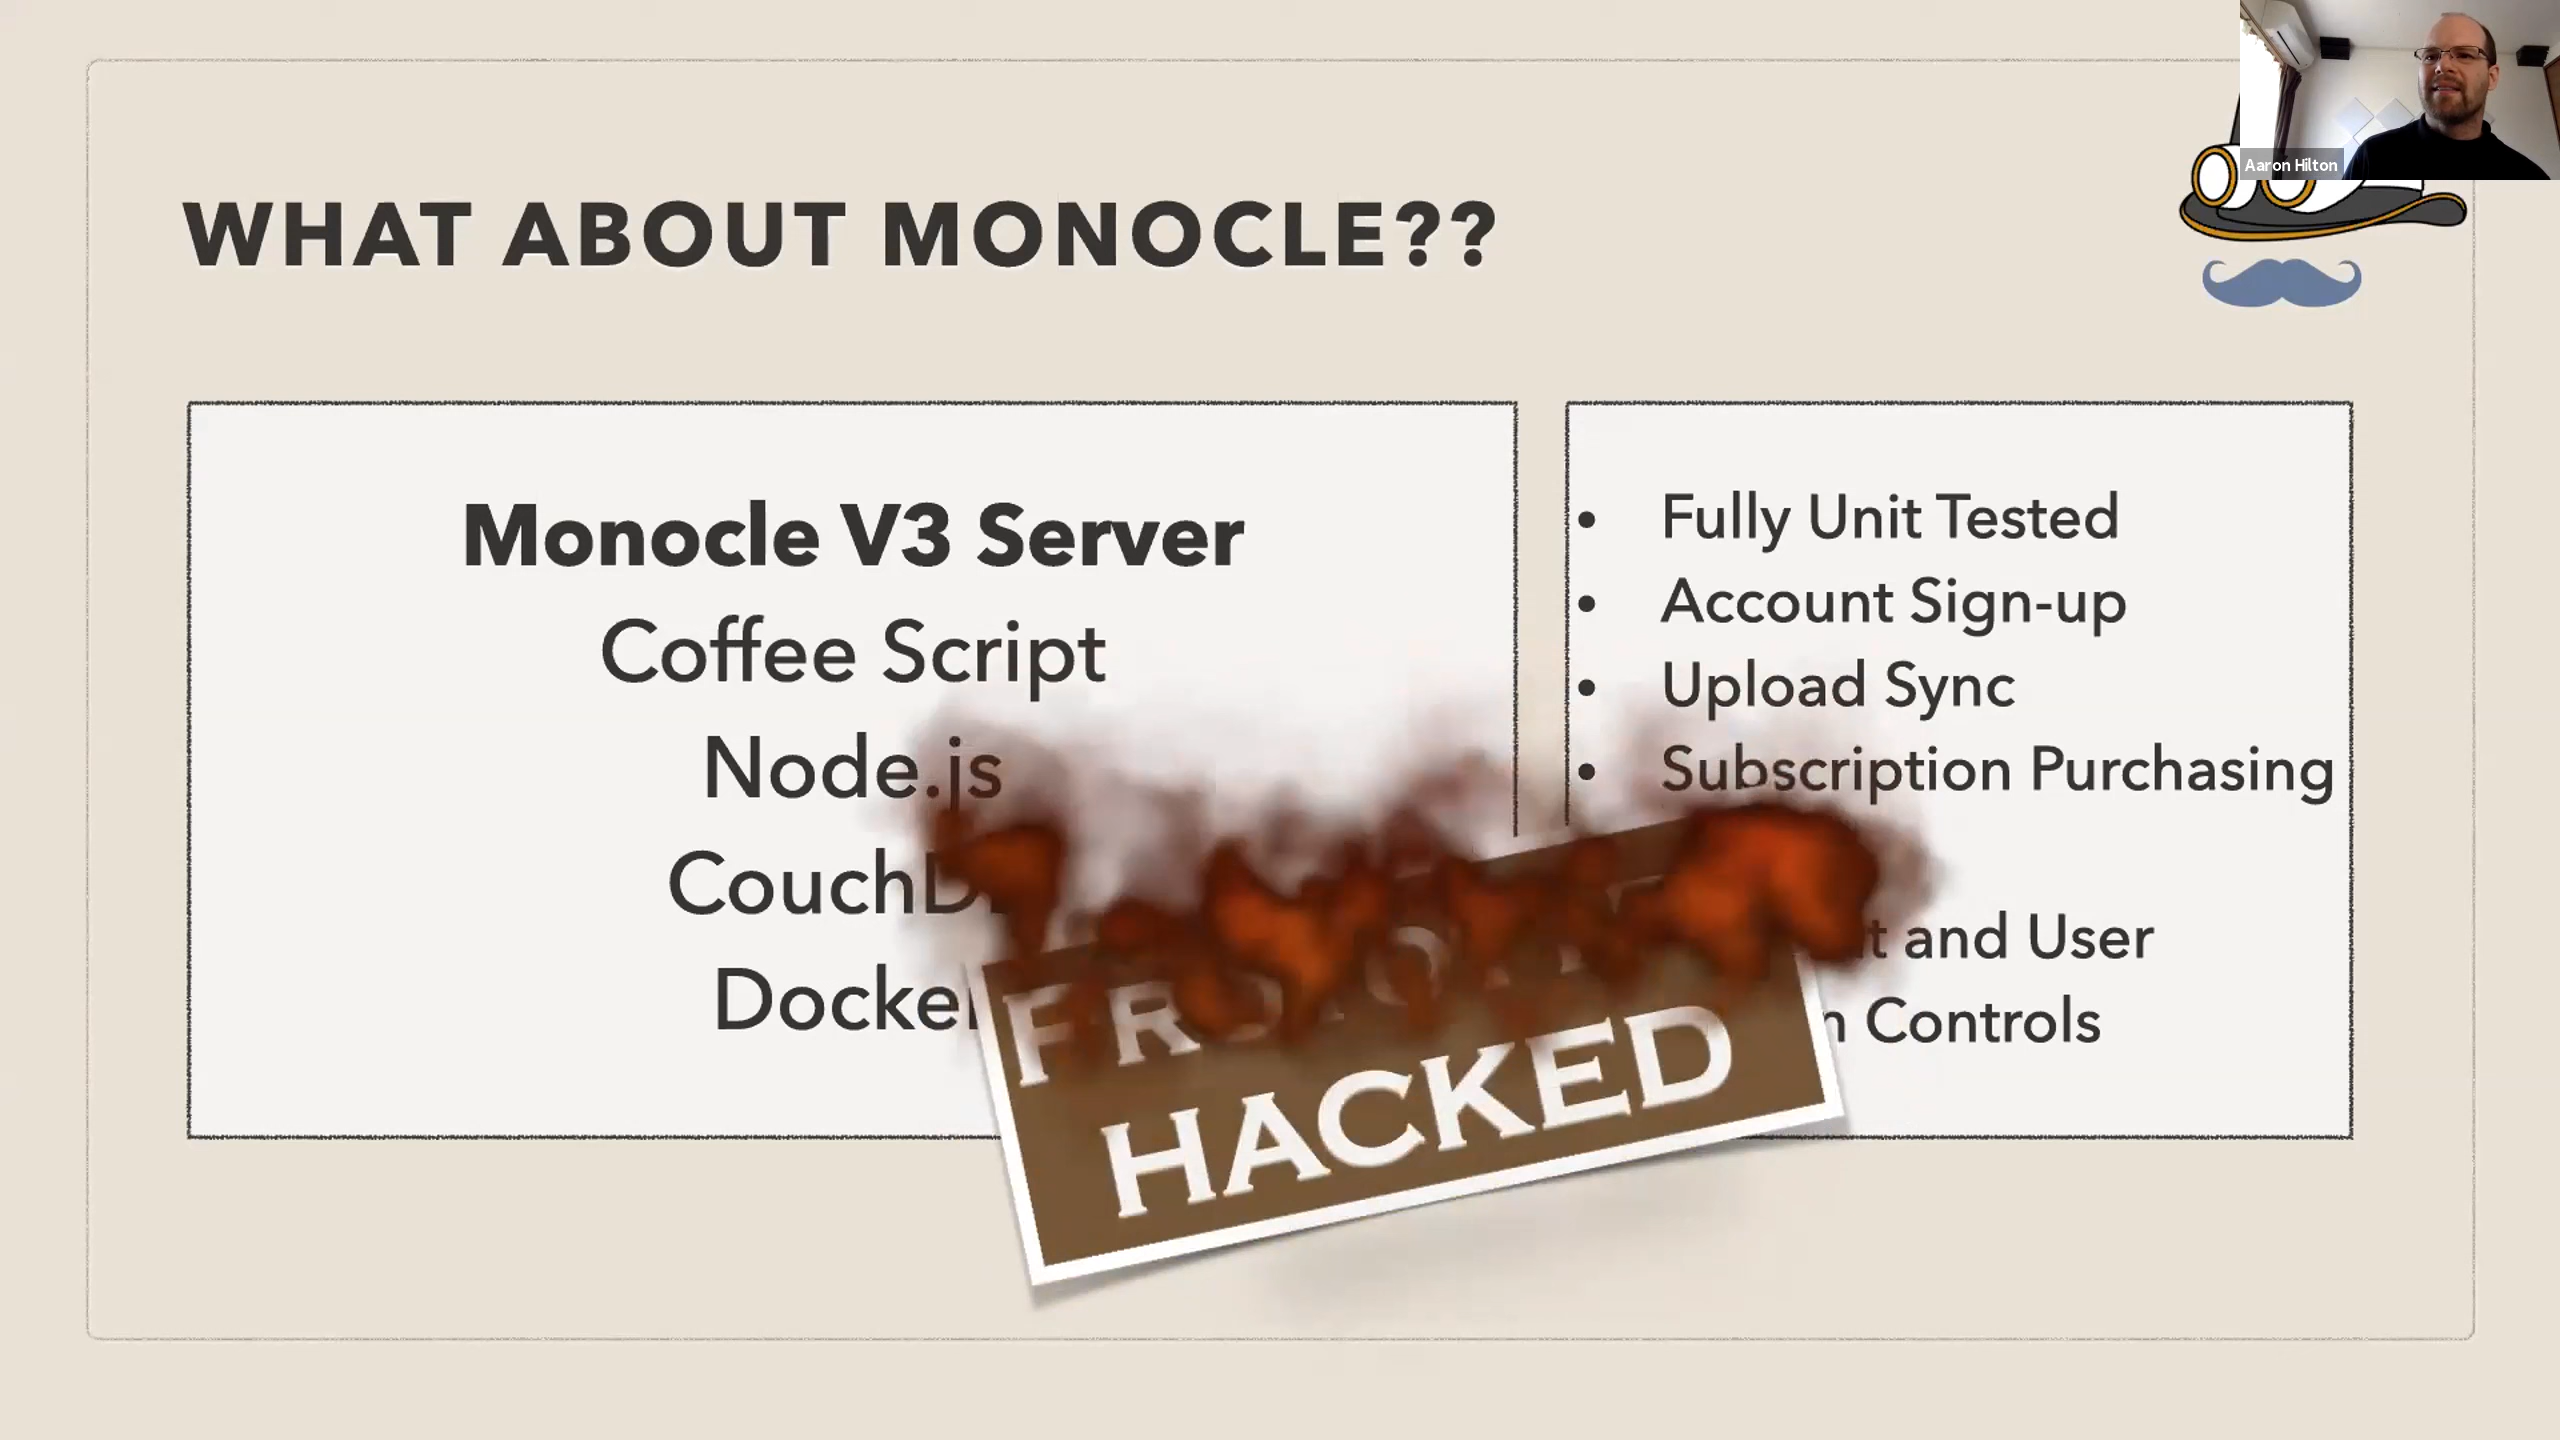 Aaron Hilton
WHAT ABOUT MONOCLE??
Monocle V3 Server
Coffee Script
Node.js
Docker
Fully Unit Tested
Account Sign-up
Upload Sync
Subscription Purchasing
and User
Controls
HACKED